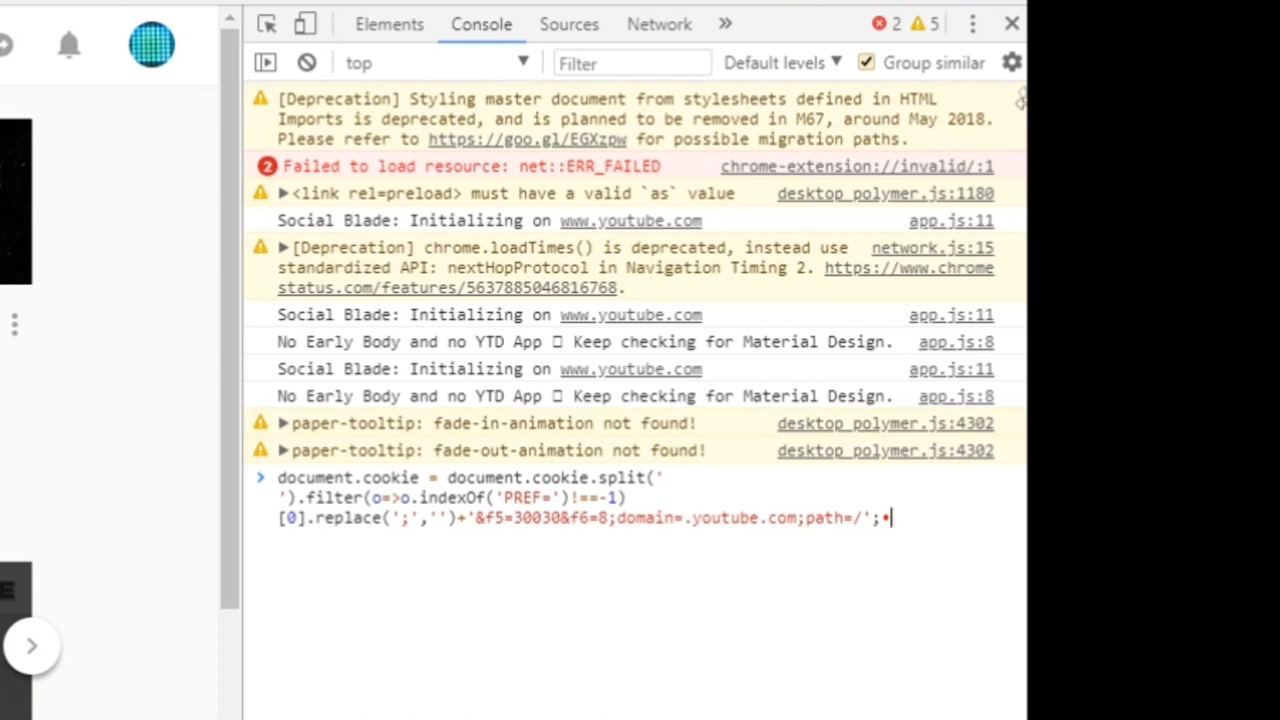 Elements Console Sources Network » 2 5
top Filter Default levels Group similar
[Deprecation] Styling master document from stylesheets defined in HTML
Imports is deprecated, and is planned to be removed in M67, around May 2018.
Please refer to https://goo.gl/EGXzpw for possible migration paths.
2 Failed to load resource: net::ERR_FAILED chrome-extension://invalid/:1
<link rel=preload> must have a valid `as` value desktop_polymer.js:1180
Social Blade: Initializing on www.youtube.com app.js:11
[Deprecation] chrome.loadTimes() is deprecated, instead use network.js:15
standardized API: nextHopProtocol in Navigation Timing 2. https://www.chrome
status.com/features/5637885046816768.
Social Blade: Initializing on www.youtube.com app.js:11
No Early Body and no YTD App Keep checking for Material Design. app.js:8
Social Blade: Initializing on www.youtube.com app.js:11
No Early Body and no YTD App Keep checking for Material Design. app.js:8
paper-tooltip: fade-in-animation not found! desktop_polymer.js:4302
paper-tooltip: fade-out-animation not found! desktop_polymer.js:4302
document.cookie = document.cookie.split('
').filter(o=>o.indexOf('PREF=')!==-1)
[0].replace(';','')+'&f5=30030&f6=8;domain=.youtube.com;path=/';•
E